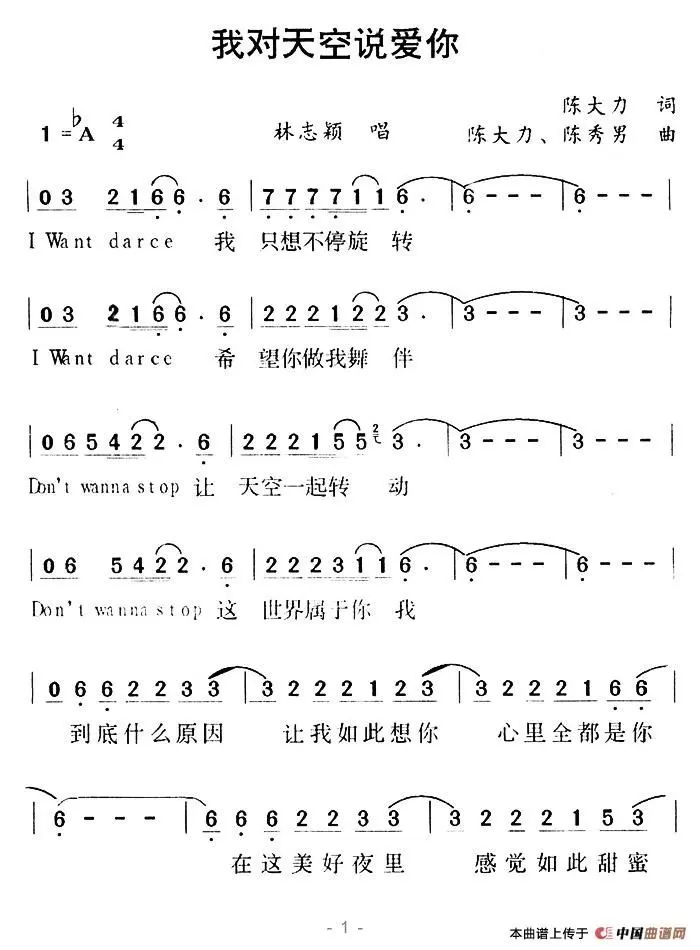 我对天空说爱你
陈大力 词
1=♭A 4/4 林志颖 唱 陈大力、陈秀男 曲
| 0 3 2 1 6 6 · 6 | 7 7 7 7 1 1 6 · | 6 - - - | 6 - - - |
I Want darce 我 只想不停旋 转
| 0 3 2 1 6 6 · 6 | 2 2 2 1 2 2 3 · | 3 - - - | 3 - - - |
I Want darce 希 望你做我舞 伴
| 0 6 5 4 2 2 · 6 | 2 2 2 1 5 5 2 3 · | 3 - - - | 3 - - - |
Don't wanna stop 让 天空一起转 动
| 0 6 5 4 2 2 · 6 | 2 2 2 3 1 1 6 · | 6 - - - | 6 - - - |
Don't wanna stop 这 世界属于你 我
| 0 6 6 2 2 3 3 | 3 2 2 2 1 2 3 | 3 2 2 2 1 6 6 |
到底什么原因 让我如此想你 心里全都是你
| 6 - - - | 6 6 6 2 2 3 3 | 3 2 2 2 1 5 3 |
在这美好夜里 感觉如此甜蜜
- 1 -
本曲谱上传于 中国曲谱网